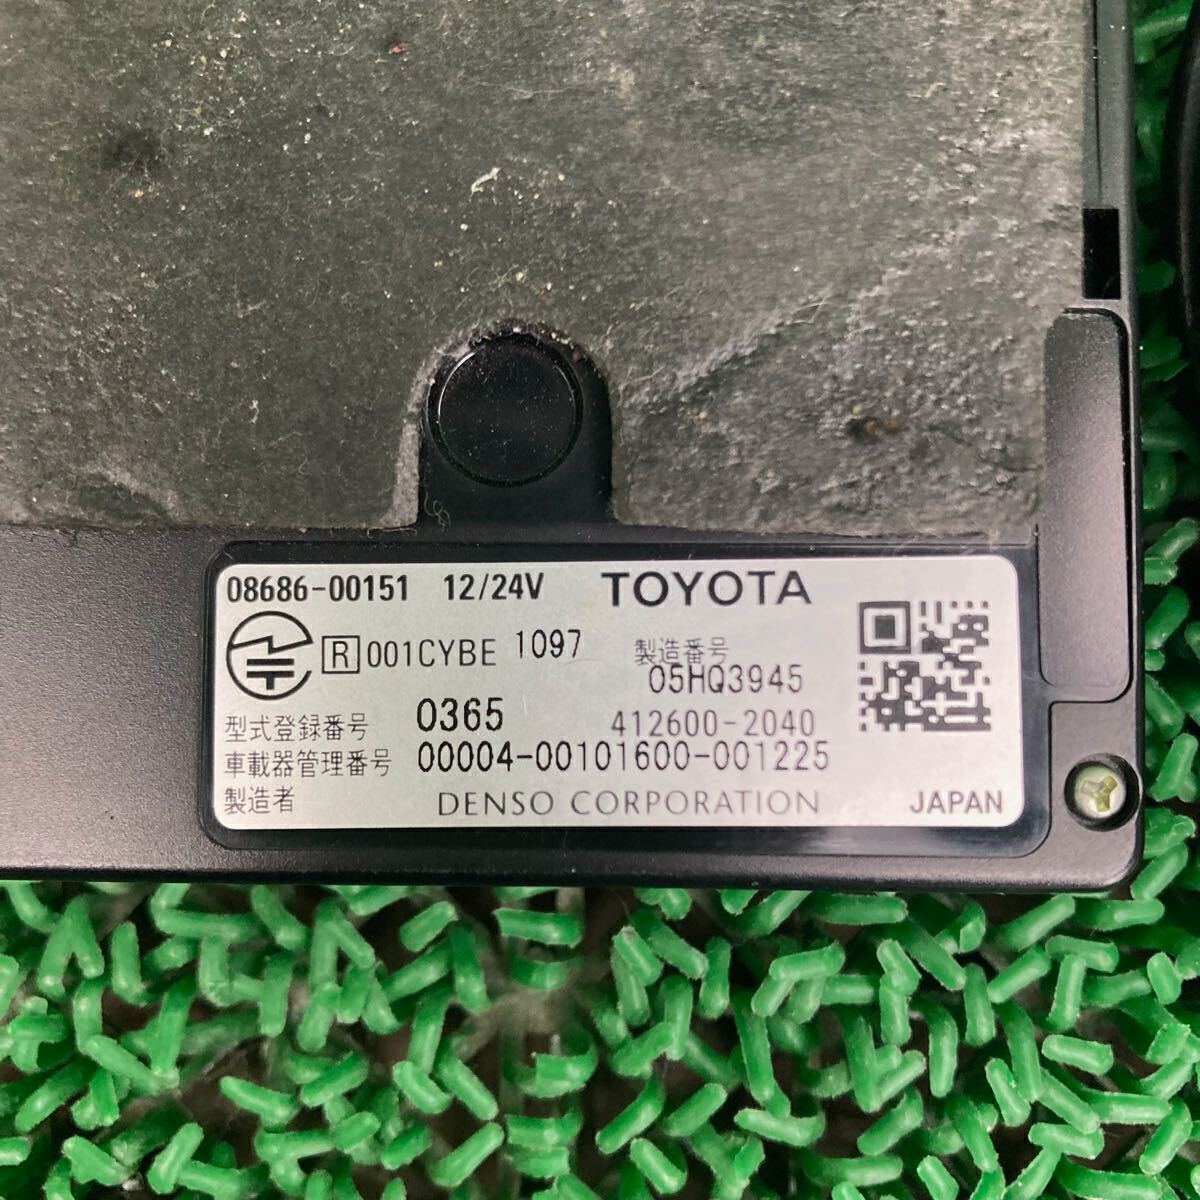 08686-00151 12/24V TOYOTA
R 001CYBE 1097 製造番号
05HQ3945
型式登録番号 0365 412600-2040
車載器管理番号 00004-00101600-001225
製造者 DENSO CORPORATION JAPAN